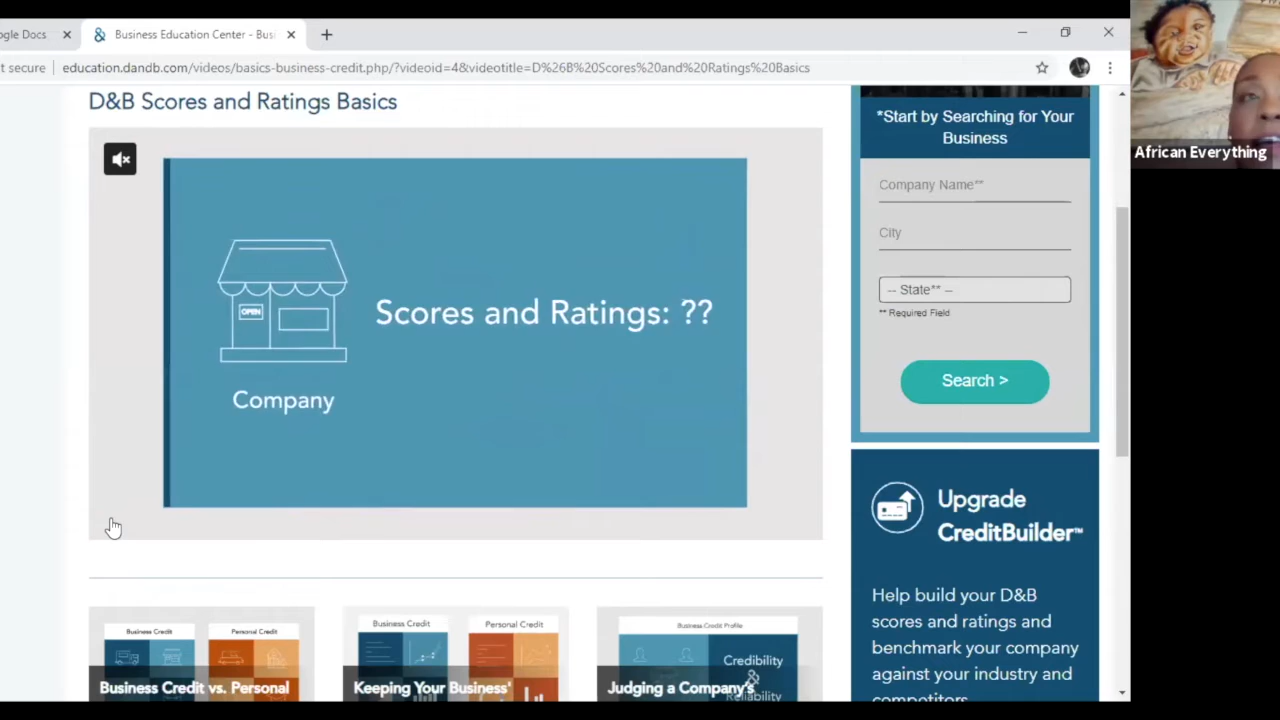 gle Docs
Business Education Center - Busi
t secure
education.dandb.com/videos/basics-business-credit.php/?videoid=4&videotitle=D%26B%20Scores%20and%20Ratings%20Basics
African Everything
D&B Scores and Ratings Basics
OPEN
Company
Scores and Ratings: ??
*Start by Searching for Your
Business
Company Name**
City
-- State** --
** Required Field
Search >
Upgrade
CreditBuilder™
Help build your D&B
scores and ratings and
benchmark your company
against your industry and
competitors
Business Credit
Personal Credit
Business Credit vs. Personal
Business Credit
Personal Credit
Keeping Your Business'
Business Credit Profile
Credibility
&
Reliability
Judging a Company's